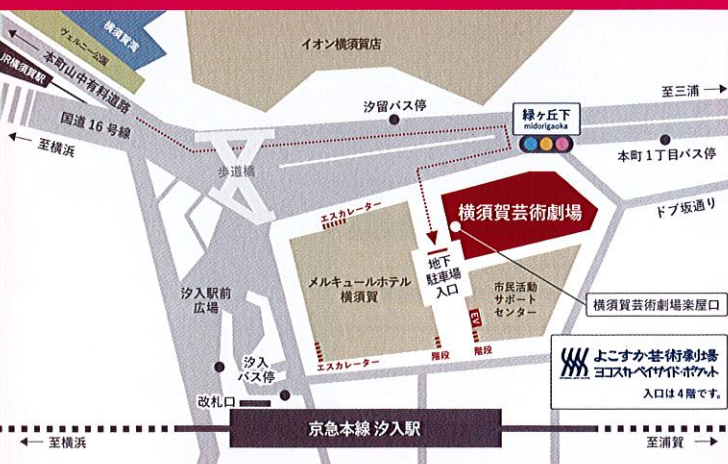 横須賀港
ヴェルニー公園
イオン横須賀店
JR横須賀駅
本町山中有料道路
国道16号線
至横浜
汐留バス停
至三浦
緑ヶ丘下
midorigaoka
本町1丁目バス停
歩道橋
エスカレーター
横須賀芸術劇場
ドブ坂通り
地下
駐車場
入口
メルキュールホテル
横須賀
汐入駅前
広場
市民活動
サポート
センター
横須賀芸術劇場楽屋口
EV
汐入
バス停
エスカレーター
階段
階段
よこすか芸術劇場
ヨコスカ・ベイサイド・ポケット
入口は4階です。
改札口
京急本線 汐入駅
至横浜
至浦賀